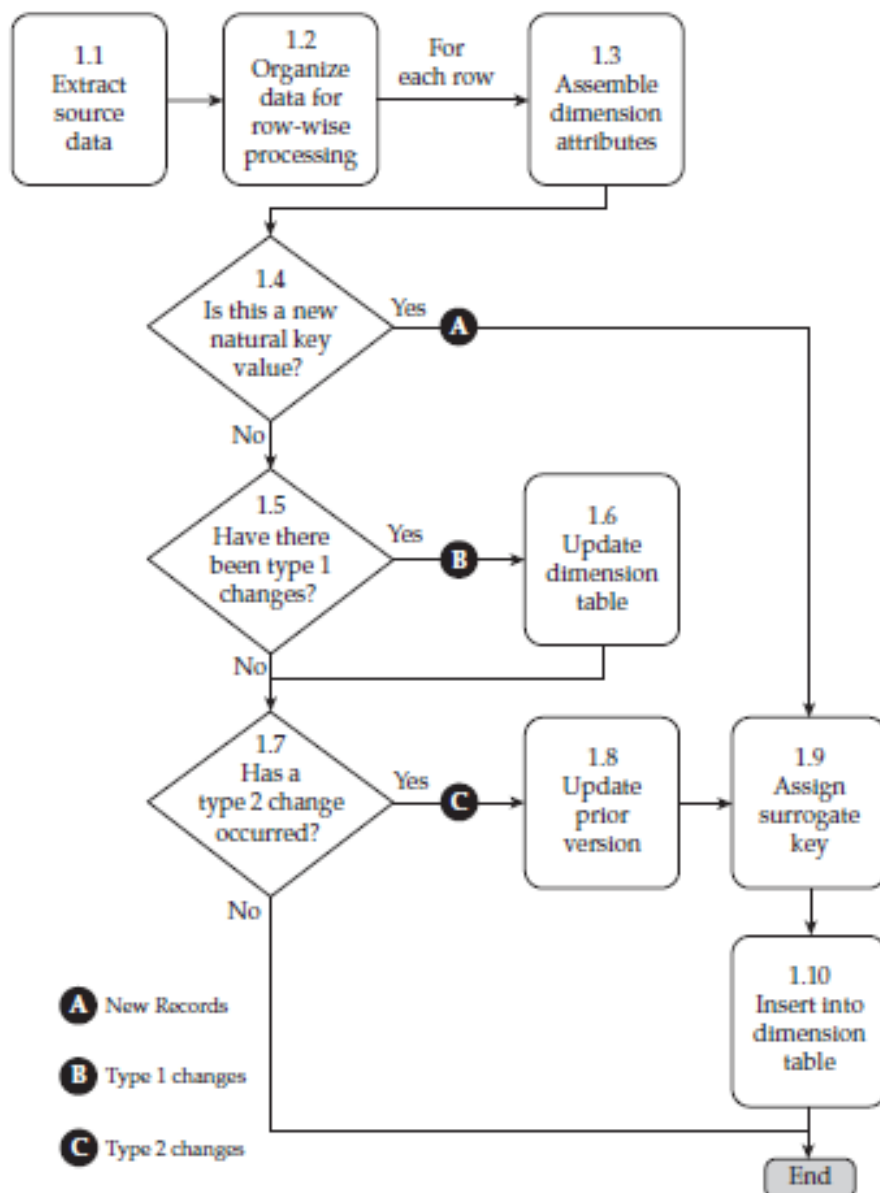 1.1
Extract
source
data
1.2
Organize
data for
row-wise
processing
For
each row
1.3
Assemble
dimension
attributes
1.4
Is this a new
natural key
value?
Yes
A
No
1.5
Have there
been type 1
changes?
Yes
B
1.6
Update
dimension
table
No
1.7
Has a
type 2 change
occurred?
Yes
C
1.8
Update
prior
version
1.9
Assign
surrogate
key
No
1.10
Insert into
dimension
table
A New Records
B Type 1 changes
C Type 2 changes
End